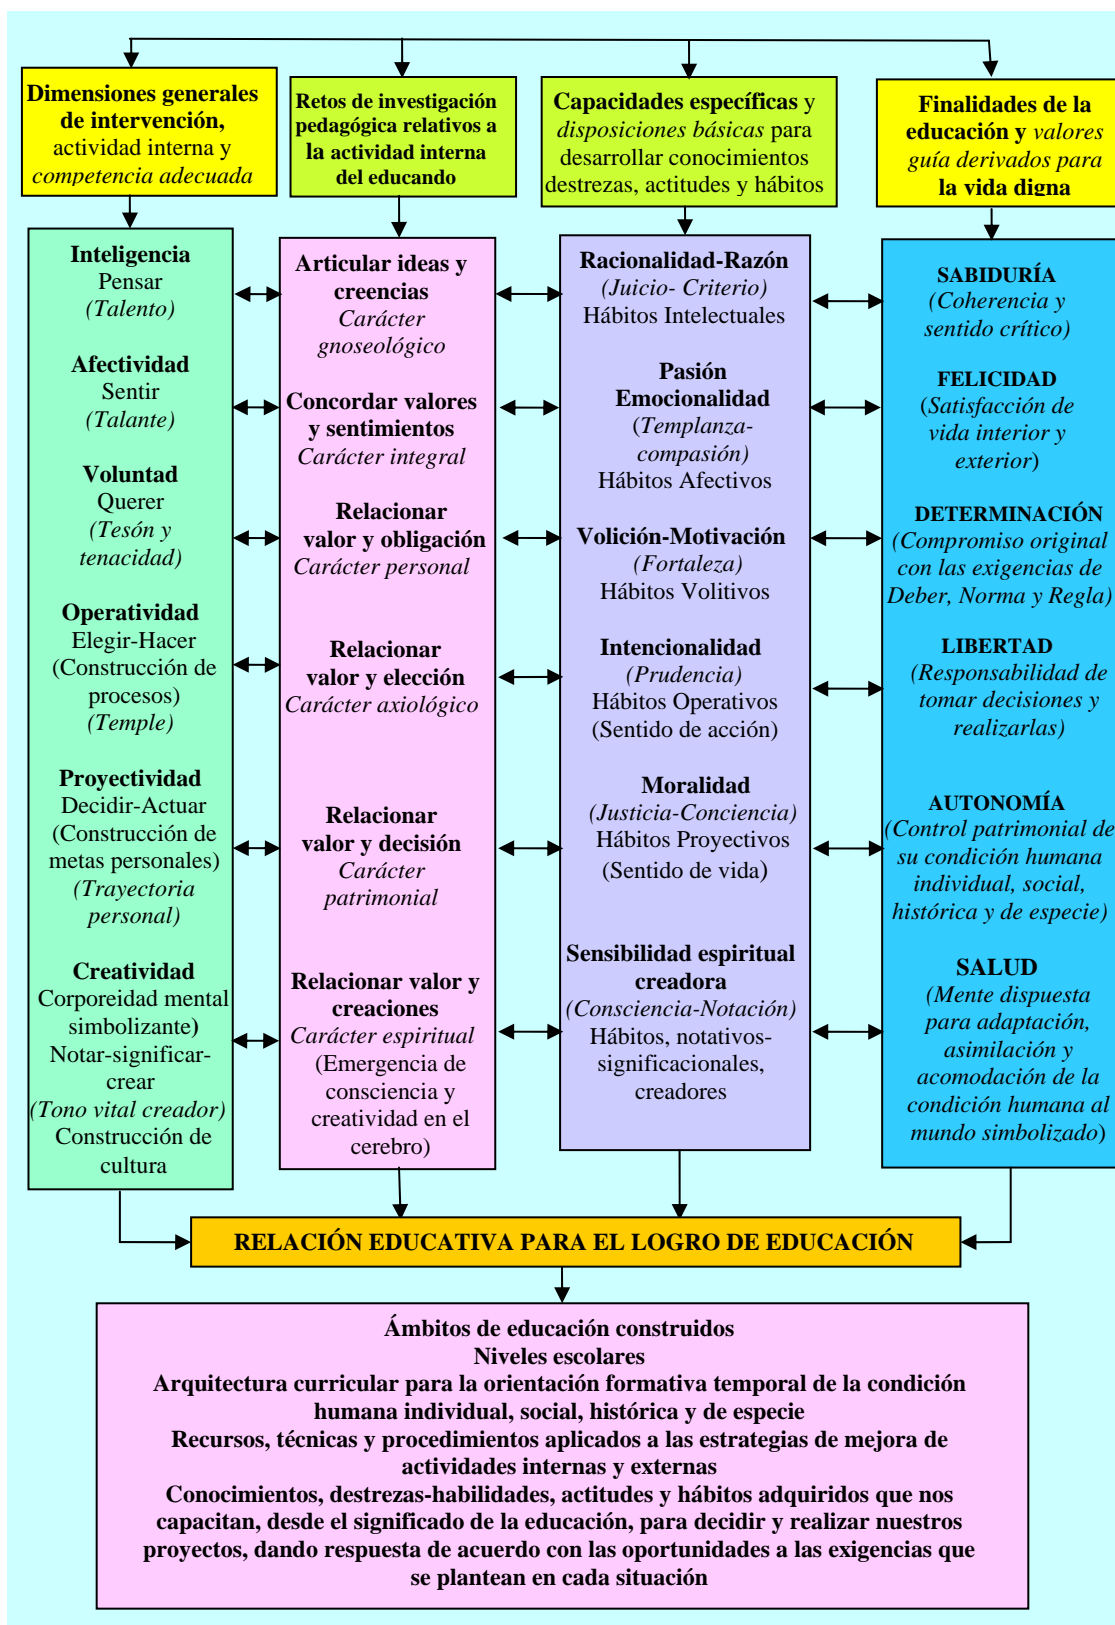 Dimensiones generales
de intervención,
actividad interna y
competencia adecuada
Retos de investigación
pedagógica relativos a
la actividad interna
del educando
Capacidades específicas y
disposiciones básicas para
desarrollar conocimientos
destrezas, actitudes y hábitos
Finalidades de la
educación y valores
guía derivados para
la vida digna
Inteligencia
Pensar
(Talento)
Afectividad
Sentir
(Talante)
Voluntad
Querer
(Tesón y
tenacidad)
Operatividad
Elegir-Hacer
(Construcción de
procesos)
(Temple)
Proyectividad
Decidir-Actuar
(Construcción de
metas personales)
(Trayectoria
personal)
Creatividad
Corporeidad mental
simbolizante)
Notar-significar-
crear
(Tono vital creador)
Construcción de
cultura
Articular ideas y
creencias
Carácter
gnoseológico
Concordar valores
y sentimientos
Carácter integral
Relacionar
valor y obligación
Carácter personal
Relacionar
valor y elección
Carácter axiológico
Relacionar
valor y decisión
Carácter
patrimonial
Relacionar valor y
creaciones
Carácter espiritual
(Emergencia de
consciencia y
creatividad en el
cerebro)
Racionalidad-Razón
(Juicio- Criterio)
Hábitos Intelectuales
Pasión
Emocionalidad
(Templanza-
compasión)
Hábitos Afectivos
Volición-Motivación
(Fortaleza)
Hábitos Volitivos
Intencionalidad
(Prudencia)
Hábitos Operativos
(Sentido de acción)
Moralidad
(Justicia-Conciencia)
Hábitos Proyectivos
(Sentido de vida)
Sensibilidad espiritual
creadora
(Consciencia-Notación)
Hábitos, notativos-
significacionales,
creadores
SABIDURÍA
(Coherencia y
sentido crítico)
FELICIDAD
(Satisfacción de
vida interior y
exterior)
DETERMINACIÓN
(Compromiso original
con las exigencias de
Deber, Norma y Regla)
LIBERTAD
(Responsabilidad de
tomar decisiones y
realizarlas)
AUTONOMÍA
(Control patrimonial de
su condición humana
individual, social,
histórica y de especie)
SALUD
(Mente dispuesta
para adaptación,
asimilación y
acomodación de la
condición humana al
mundo simbolizado)
RELACIÓN EDUCATIVA PARA EL LOGRO DE EDUCACIÓN
Ámbitos de educación construidos
Niveles escolares
Arquitectura curricular para la orientación formativa temporal de la condición
humana individual, social, histórica y de especie
Recursos, técnicas y procedimientos aplicados a las estrategias de mejora de
actividades internas y externas
Conocimientos, destrezas-habilidades, actitudes y hábitos adquiridos que nos
capacitan, desde el significado de la educación, para decidir y realizar nuestros
proyectos, dando respuesta de acuerdo con las oportunidades a las exigencias que
se plantean en cada situación